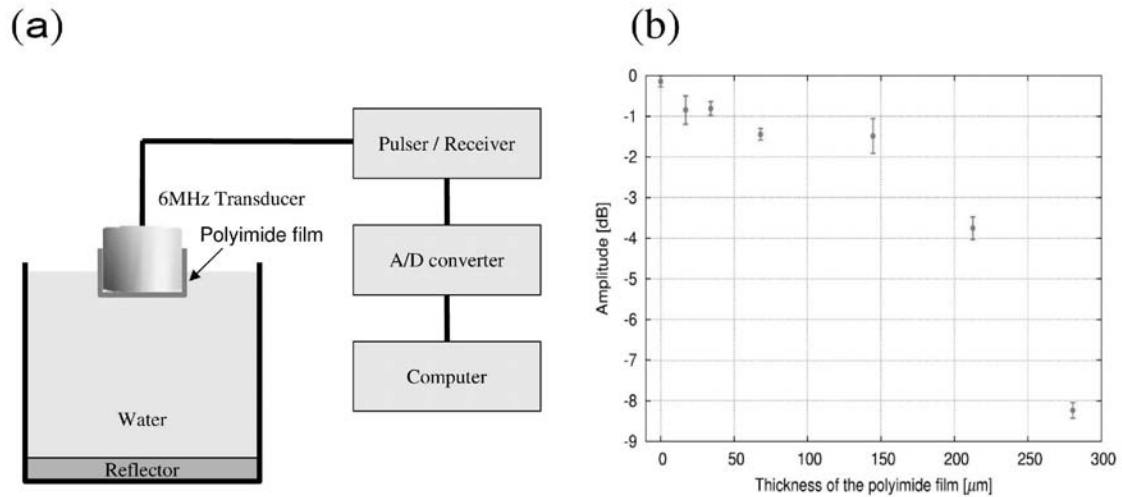 (a)
Pulser / Receiver
6MHz Transducer
Polyimide film
A/D converter
Computer
Water
Reflector
(b)
0
-1
-2
-3
-4
-5
-6
-7
-8
-9
Amplitude [dB]
0 50 100 150 200 250 300
Thickness of the polyimide film [μm]